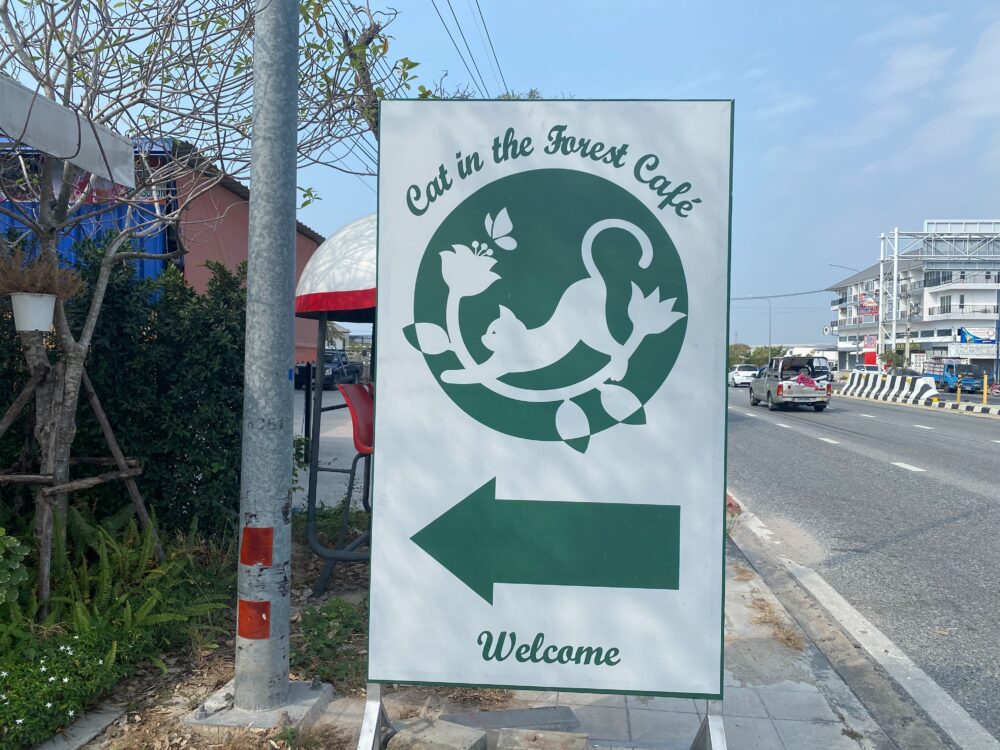 Cat in the Forest Café
Welcome